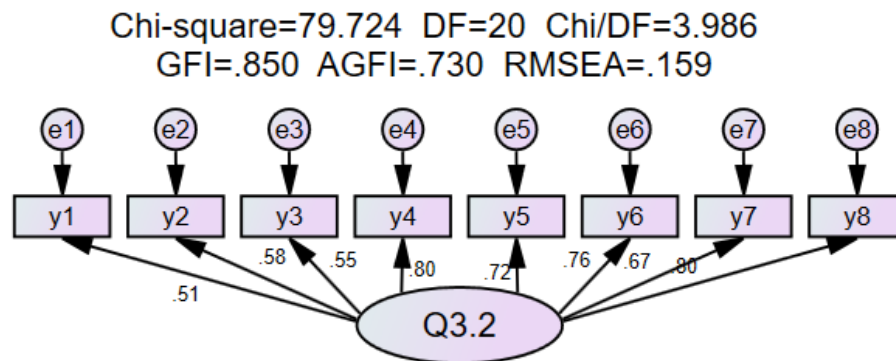 Chi-square=79.724 DF=20 Chi/DF=3.986
GFI=.850 AGFI=.730 RMSEA=.159
e1 e2 e3 e4 e5 e6 e7 e8
y1 y2 y3 y4 y5 y6 y7 y8
.51 .58 .55 .80 .72 .76 .67 .80
Q3.2